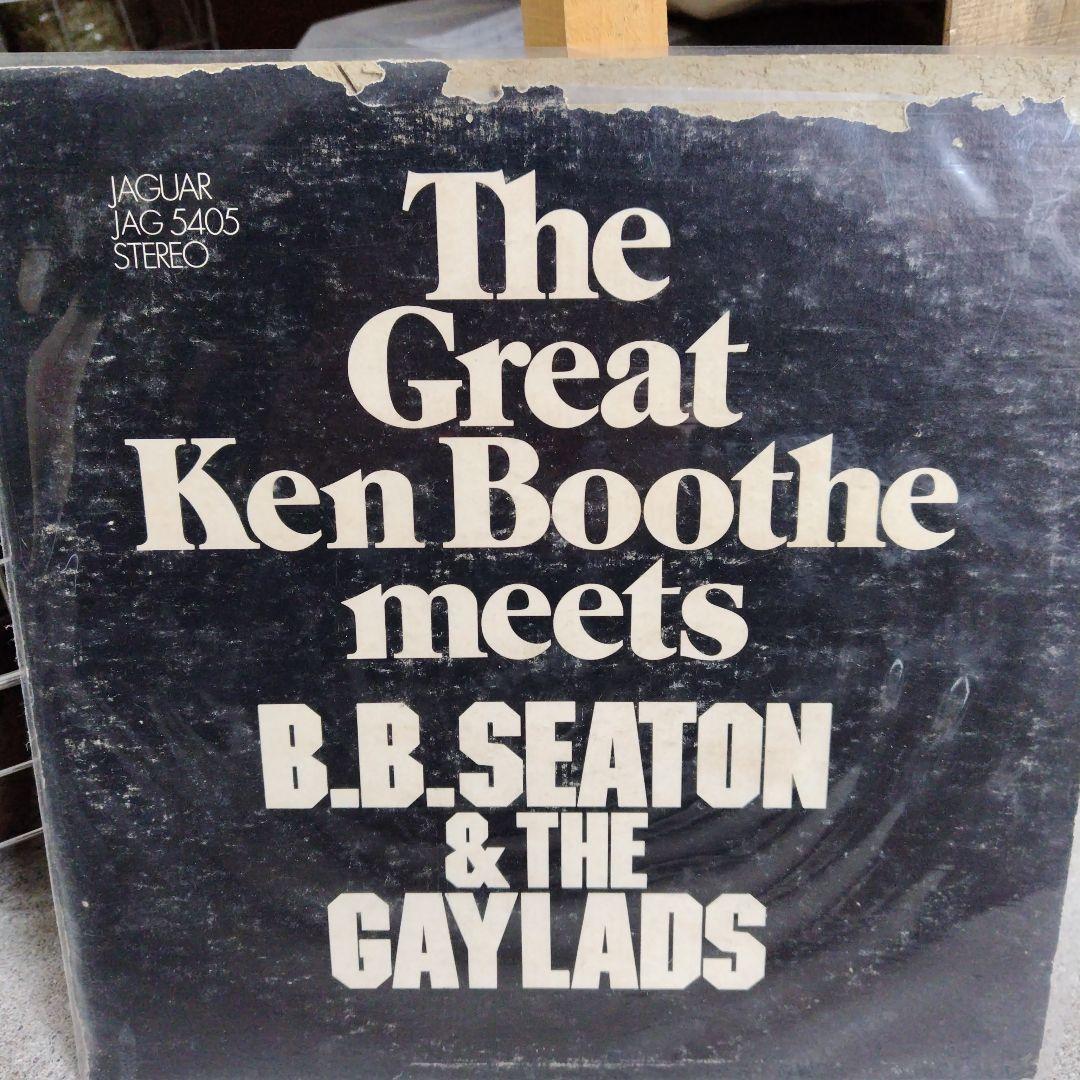 JAGUAR
JAG 5405
STEREO
The
Great
Ken Boothe
meets
B.B. SEATON
& THE
GAYLADS